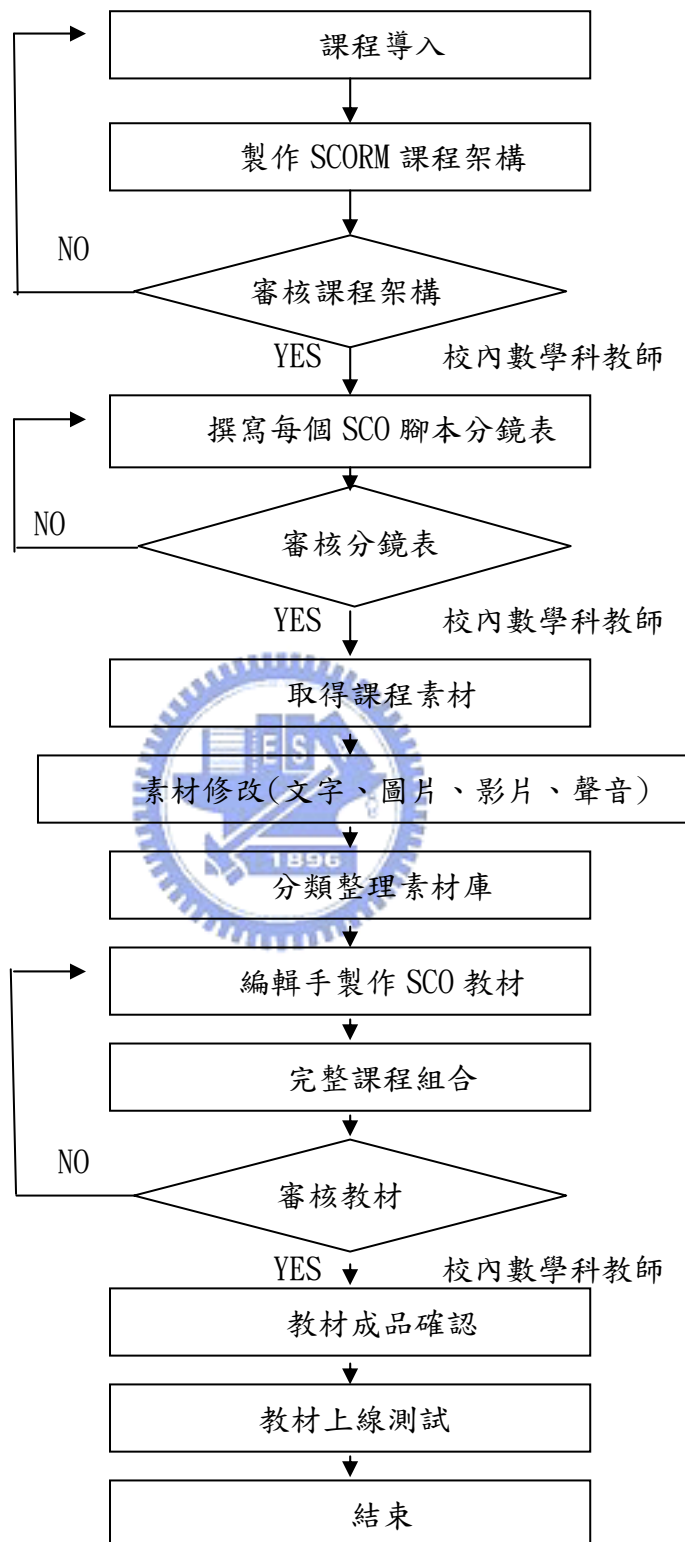 課程導入
製作 SCORM 課程架構
NO
審核課程架構
YES 校內數學科教師
撰寫每個 SCO 腳本分鏡表
NO
審核分鏡表
YES 校內數學科教師
取得課程素材
ES
素材修改(文字、圖片、影片、聲音)
1896
分類整理素材庫
編輯手製作 SCO 教材
完整課程組合
NO
審核教材
YES 校內數學科教師
教材成品確認
教材上線測試
結束